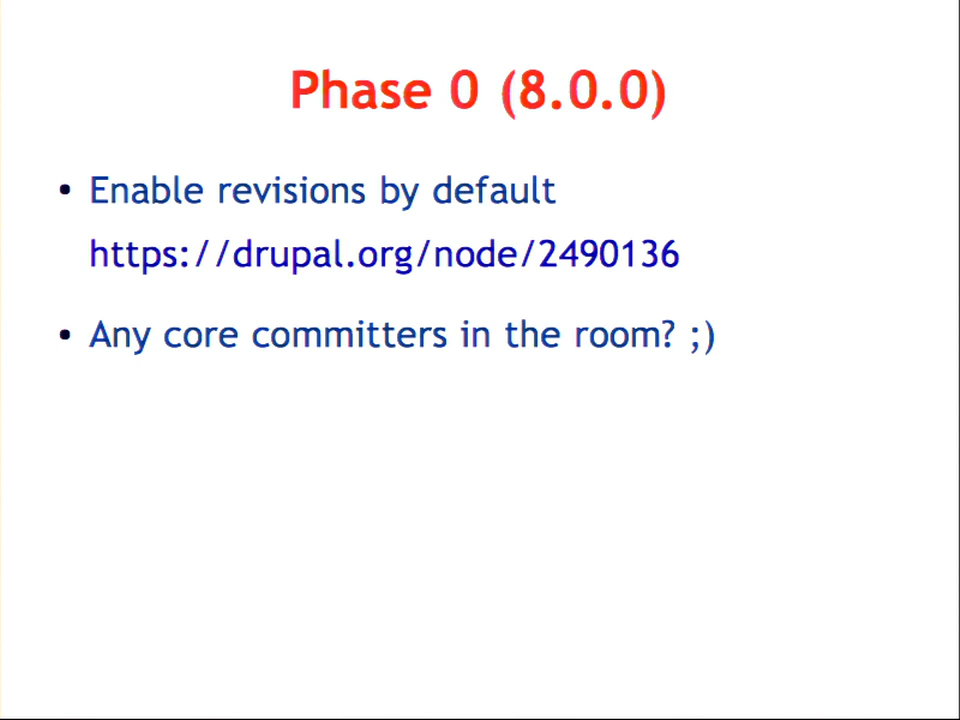 Phase 0 (8.0.0)
• Enable revisions by default
https://drupal.org/node/2490136
• Any core committers in the room? ;)